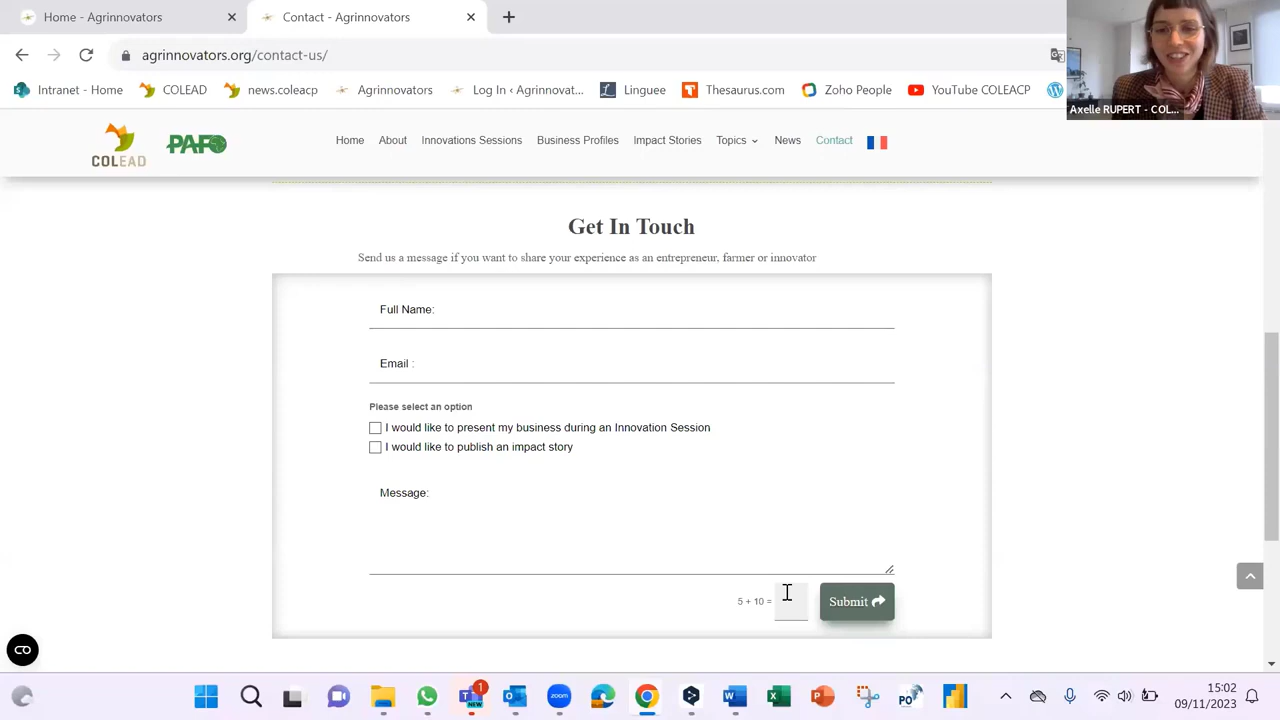 Home - Agrinnovators
Contact - Agrinnovators
agrinnovators.org/contact-us/
Intranet - Home
COLEAD
news.coleacp
Agrinnovators
Log In ‹ Agrinnovat...
Linguee
Thesaurus.com
Zoho People
YouTube COLEACP
Axelle RUPERT - COL...
COLEAD
PAFO
Home
About
Innovations Sessions
Business Profiles
Impact Stories
Topics
News
Contact
Get In Touch
Send us a message if you want to share your experience as an entrepreneur, farmer or innovator
Full Name:
Email :
Please select an option
I would like to present my business during an Innovation Session
I would like to publish an impact story
Message:
5 + 10 =
Submit
1
NEW
zoom
15:02
09/11/2023